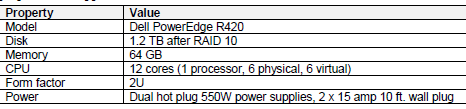 Property Value
Model Dell PowerEdge R420
Disk 1.2 TB after RAID 10
Memory 64 GB
CPU 12 cores (1 processor, 6 physical, 6 virtual)
Form factor 2U
Power Dual hot plug 550W power supplies, 2 x 15 amp 10 ft. wall plug